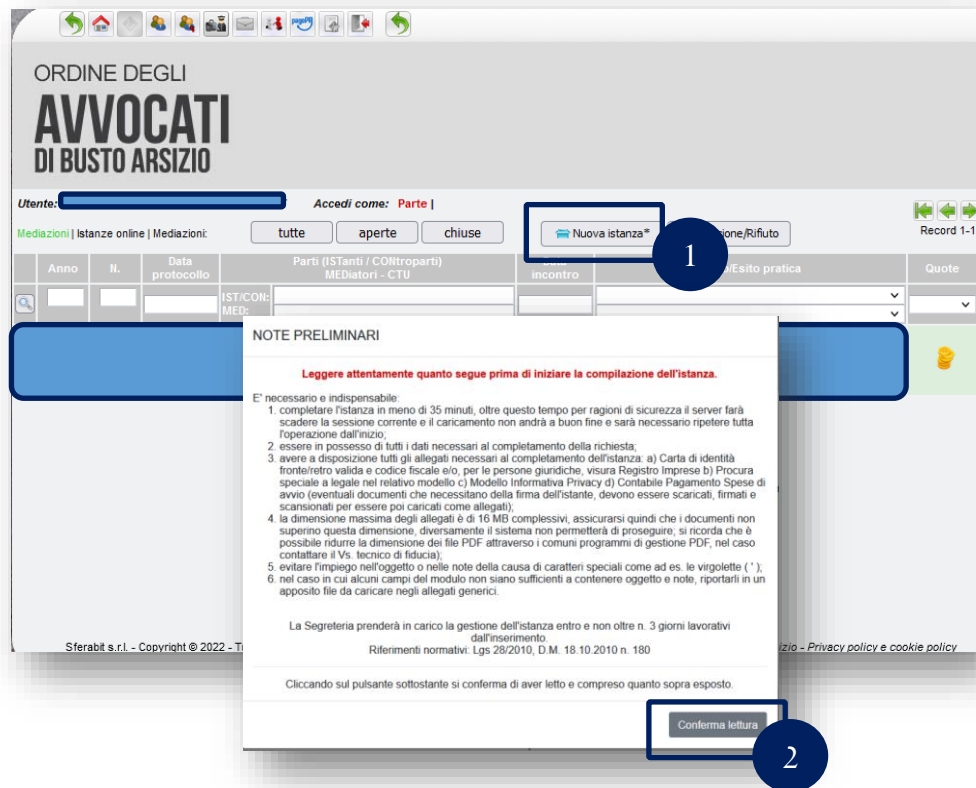 ORDINE DEGLI
AVVOCATI
DI BUSTO ARSIZIO
Utente:
Accedi come: Parte |
Mediazioni | Istanze online | Mediazioni:
tutte
aperte
chiuse
Nuova istanza*
1
ione/Rifiuto
Record 1-1
Anno
N.
Data
protocollo
Parti (ISTanti / CONtroparti)
MEDiatori - CTU
incontro
/Esito pratica
Quote
IST/CON:
MED:
NOTE PRELIMINARI
Leggere attentamente quanto segue prima di iniziare la compilazione dell'istanza.
E' necessario e indispensabile:
1. completare l'istanza in meno di 35 minuti, oltre questo tempo per ragioni di sicurezza il server farà
scadere la sessione corrente e il caricamento non andrà a buon fine e sarà necessario ripetere tutta
l'operazione dall'inizio;
2. essere in possesso di tutti i dati necessari al completamento della richiesta;
3. avere a disposizione tutti gli allegati necessari al completamento dell'istanza: a) Carta di identità
fronte/retro valida e codice fiscale e/o, per le persone giuridiche, visura Registro Imprese b) Procura
speciale a legale nel relativo modello c) Modello Informativa Privacy d) Contabile Pagamento Spese di
avvio (eventuali documenti che necessitano della firma dell'istante, devono essere scaricati, firmati e
scansionati per essere poi caricati come allegati);
4. la dimensione massima degli allegati è di 16 MB complessivi, assicurarsi quindi che i documenti non
superino questa dimensione, diversamente il sistema non permetterà di proseguire; si ricorda che è
possibile ridurre la dimensione dei file PDF attraverso i comuni programmi di gestione PDF, nel caso
contattare il Vs. tecnico di fiducia);
5. evitare l'impiego nell'oggetto o nelle note della causa di caratteri speciali come ad es. le virgolette ( ' );
6. nel caso in cui alcuni campi del modulo non siano sufficienti a contenere oggetto e note, riportarli in un
apposito file da caricare negli allegati generici.
La Segreteria prenderà in carico la gestione dell'istanza entro e non oltre n. 3 giorni lavorativi
dall'inserimento.
Riferimenti normativi: Lgs 28/2010, D.M. 18.10.2010 n. 180
Sferabit s.r.l. - Copyright © 2022 - T
izio - Privacy policy e cookie policy
Cliccando sul pulsante sottostante si conferma di aver letto e compreso quanto sopra esposto.
Conferma lettura
2